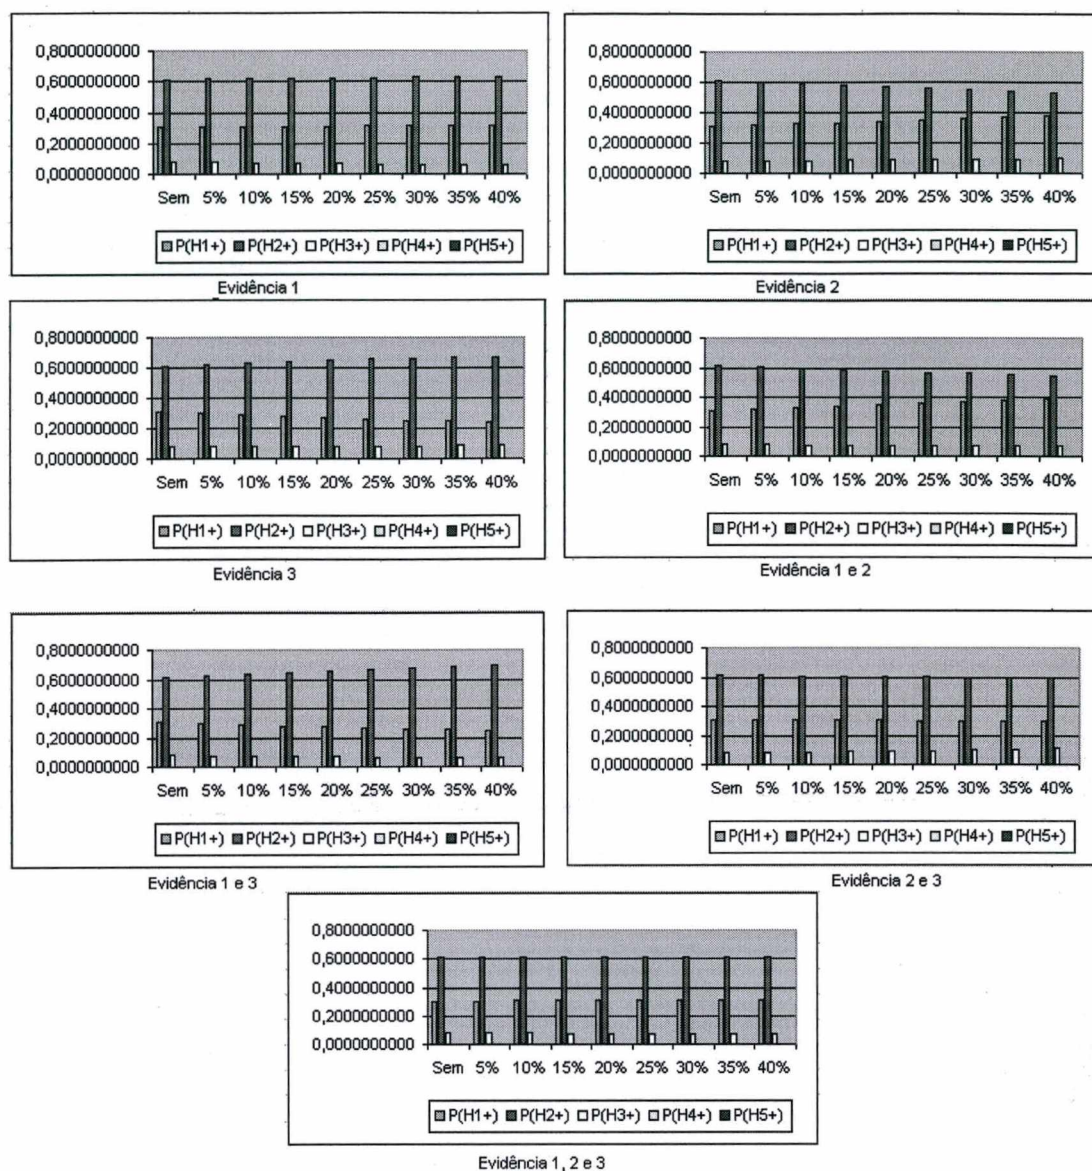 0,8000000000
0,6000000000
0,4000000000
0,2000000000
0,0000000000
Sem 5% 10% 15% 20% 25% 30% 35% 40%
P(H1+) P(H2+) P(H3+) P(H4+) P(H5+)
Evidência 1
0,8000000000
0,6000000000
0,4000000000
0,2000000000
0,0000000000
Sem 5% 10% 15% 20% 25% 30% 35% 40%
P(H1+) P(H2+) P(H3+) P(H4+) P(H5+)
Evidência 2
0,8000000000
0,6000000000
0,4000000000
0,2000000000
0,0000000000
Sem 5% 10% 15% 20% 25% 30% 35% 40%
P(H1+) P(H2+) P(H3+) P(H4+) P(H5+)
Evidência 3
0,8000000000
0,6000000000
0,4000000000
0,2000000000
0,0000000000
Sem 5% 10% 15% 20% 25% 30% 35% 40%
P(H1+) P(H2+) P(H3+) P(H4+) P(H5+)
Evidência 1 e 2
0,8000000000
0,6000000000
0,4000000000
0,2000000000
0,0000000000
Sem 5% 10% 15% 20% 25% 30% 35% 40%
P(H1+) P(H2+) P(H3+) P(H4+) P(H5+)
Evidência 1 e 3
0,8000000000
0,6000000000
0,4000000000
0,2000000000
0,0000000000
Sem 5% 10% 15% 20% 25% 30% 35% 40%
P(H1+) P(H2+) P(H3+) P(H4+) P(H5+)
Evidência 2 e 3
0,8000000000
0,6000000000
0,4000000000
0,2000000000
0,0000000000
Sem 5% 10% 15% 20% 25% 30% 35% 40%
P(H1+) P(H2+) P(H3+) P(H4+) P(H5+)
Evidência 1, 2 e 3